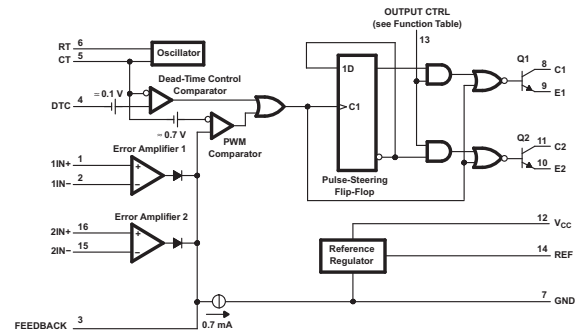 OUTPUT CTRL
(see Function Table)
13
RT 6
CT 5
Oscillator
Dead-Time Control
Comparator
≈ 0.1 V
DTC 4
≈ 0.7 V
PWM
Comparator
1D
C1
Pulse-Steering
Flip-Flop
Q1
8 C1
9 E1
Q2
11 C2
10 E2
Error Amplifier 1
1IN+ 1
1IN− 2
+
−
Error Amplifier 2
2IN+ 16
2IN− 15
+
−
12 VCC
Reference
Regulator
14 REF
7 GND
FEEDBACK 3
0.7 mA